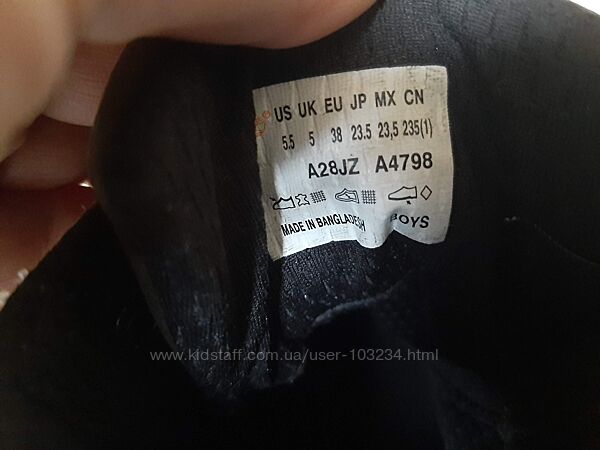 US UK EU JP MX CN
5.5 5 38 23.5 23,5 235(1)
A28JZ A4798
MADE IN BANGLADESH BOYS
www.kidstaff.com.ua/user-103234.html